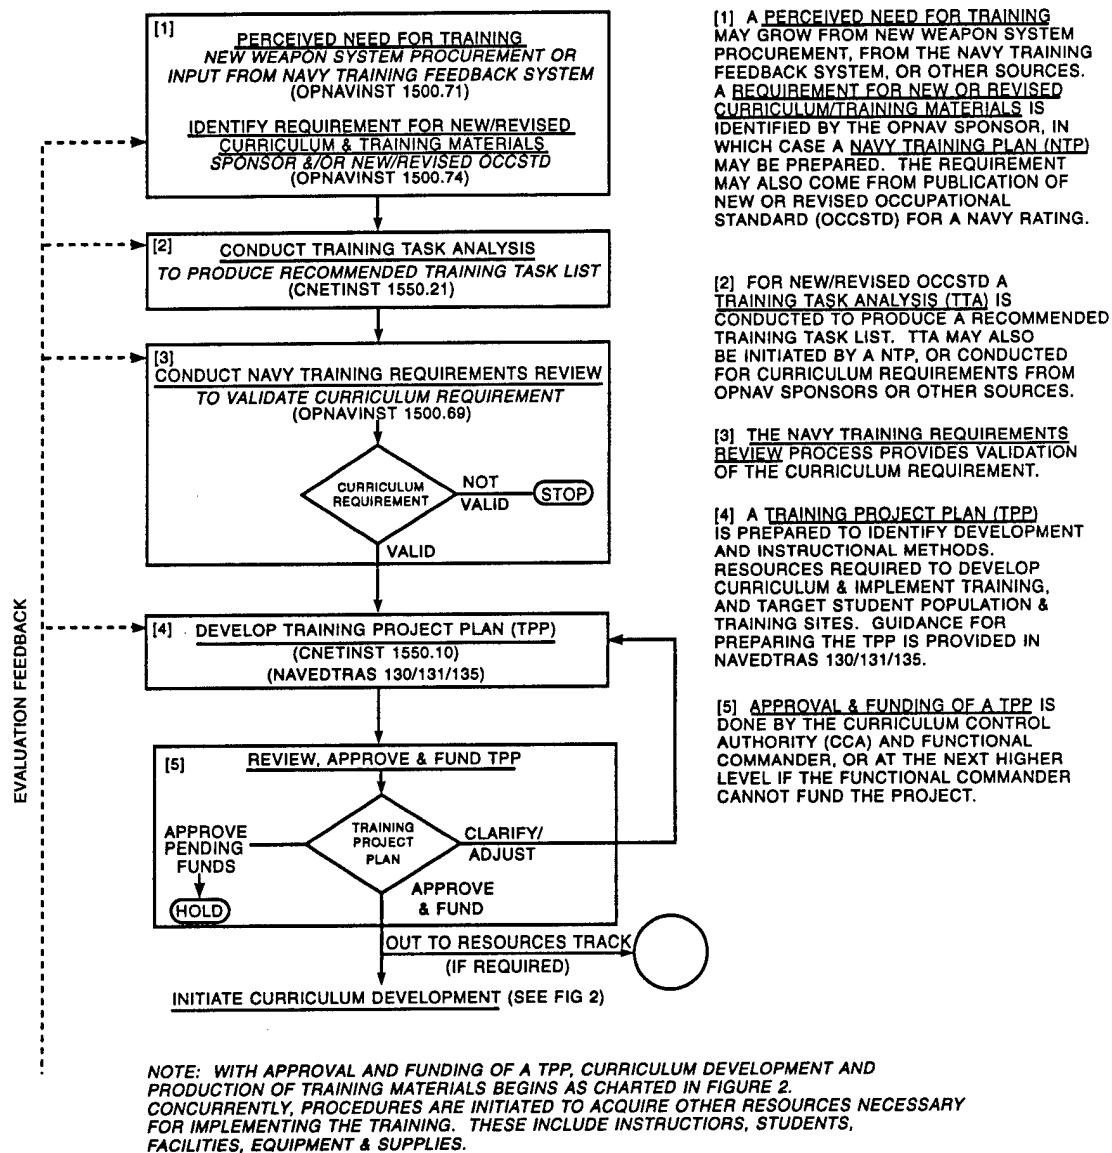 [1]
PERCEIVED NEED FOR TRAINING
NEW WEAPON SYSTEM PROCUREMENT OR
INPUT FROM NAVY TRAINING FEEDBACK SYSTEM
(OPNAVINST 1500.71)
IDENTIFY REQUIREMENT FOR NEW/REVISED
CURRICULUM & TRAINING MATERIALS
SPONSOR &/OR NEW/REVISED OCCSTD
(OPNAVINST 1500.74)
[2]
CONDUCT TRAINING TASK ANALYSIS
TO PRODUCE RECOMMENDED TRAINING TASK LIST
(CNETINST 1550.21)
[3]
CONDUCT NAVY TRAINING REQUIREMENTS REVIEW
TO VALIDATE CURRICULUM REQUIREMENT
(OPNAVINST 1500.69)
CURRICULUM
REQUIREMENT
NOT
VALID
STOP
VALID
[4] DEVELOP TRAINING PROJECT PLAN (TPP)
(CNETINST 1550.10)
(NAVEDTRAS 130/131/135)
[5]
REVIEW, APPROVE & FUND TPP
TRAINING
PROJECT
PLAN
APPROVE
PENDING
FUNDS
HOLD
CLARIFY/
ADJUST
APPROVE
& FUND
OUT TO RESOURCES TRACK
(IF REQUIRED)
INITIATE CURRICULUM DEVELOPMENT (SEE FIG 2)
EVALUATION FEEDBACK
[1] A PERCEIVED NEED FOR TRAINING
MAY GROW FROM NEW WEAPON SYSTEM
PROCUREMENT, FROM THE NAVY TRAINING
FEEDBACK SYSTEM, OR OTHER SOURCES.
A REQUIREMENT FOR NEW OR REVISED
CURRICULUM/TRAINING MATERIALS IS
IDENTIFIED BY THE OPNAV SPONSOR, IN
WHICH CASE A NAVY TRAINING PLAN (NTP)
MAY BE PREPARED. THE REQUIREMENT
MAY ALSO COME FROM PUBLICATION OF
NEW OR REVISED OCCUPATIONAL
STANDARD (OCCSTD) FOR A NAVY RATING.
[2] FOR NEW/REVISED OCCSTD A
TRAINING TASK ANALYSIS (TTA) IS
CONDUCTED TO PRODUCE A RECOMMENDED
TRAINING TASK LIST. TTA MAY ALSO
BE INITIATED BY A NTP, OR CONDUCTED
FOR CURRICULUM REQUIREMENTS FROM
OPNAV SPONSORS OR OTHER SOURCES.
[3] THE NAVY TRAINING REQUIREMENTS
REVIEW PROCESS PROVIDES VALIDATION
OF THE CURRICULUM REQUIREMENT.
[4] A TRAINING PROJECT PLAN (TPP)
IS PREPARED TO IDENTIFY DEVELOPMENT
AND INSTRUCTIONAL METHODS.
RESOURCES REQUIRED TO DEVELOP
CURRICULUM & IMPLEMENT TRAINING,
AND TARGET STUDENT POPULATION &
TRAINING SITES. GUIDANCE FOR
PREPARING THE TPP IS PROVIDED IN
NAVEDTRAS 130/131/135.
[5] APPROVAL & FUNDING OF A TPP IS
DONE BY THE CURRICULUM CONTROL
AUTHORITY (CCA) AND FUNCTIONAL
COMMANDER, OR AT THE NEXT HIGHER
LEVEL IF THE FUNCTIONAL COMMANDER
CANNOT FUND THE PROJECT.
NOTE: WITH APPROVAL AND FUNDING OF A TPP, CURRICULUM DEVELOPMENT AND
PRODUCTION OF TRAINING MATERIALS BEGINS AS CHARTED IN FIGURE 2.
CONCURRENTLY, PROCEDURES ARE INITIATED TO ACQUIRE OTHER RESOURCES NECESSARY
FOR IMPLEMENTING THE TRAINING. THESE INCLUDE INSTRUCTIORS, STUDENTS,
FACILITIES, EQUIPMENT & SUPPLIES.